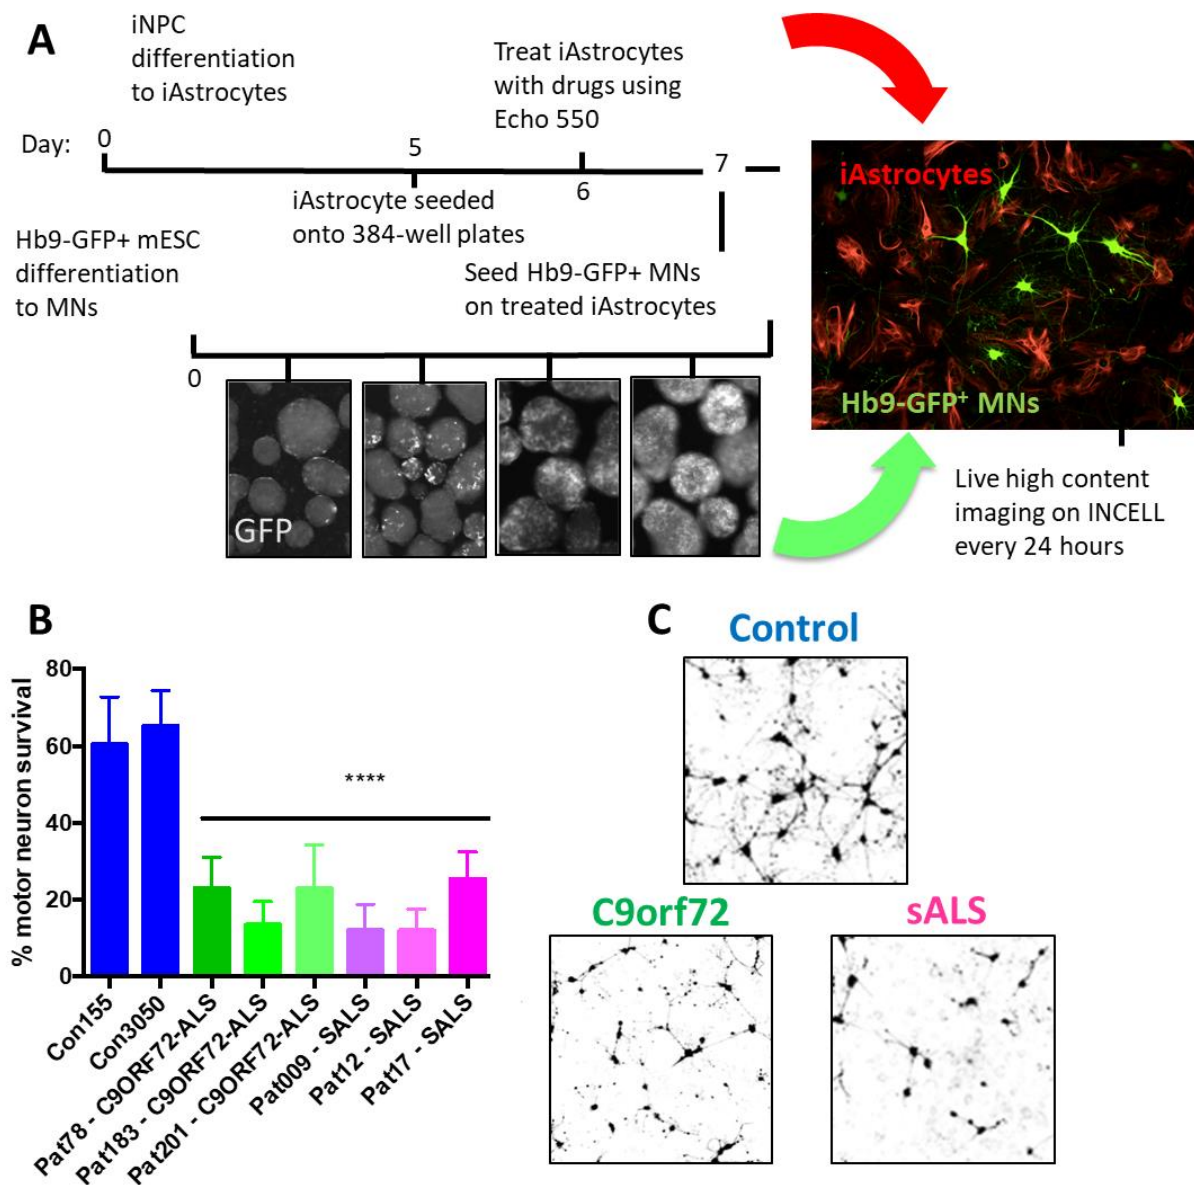 A
iNPC
differentiation
to iAstrocytes
Treat iAstrocytes
with drugs using
Echo 550
Day:
0
5
6
7
iAstrocyte seeded
onto 384-well plates
Hb9-GFP+ mESC
differentiation
to MNs
Seed Hb9-GFP+ MNs
on treated iAstrocytes
0
GFP
iAstrocytes
Hb9-GFP⁺ MNs
Live high content
imaging on INCELL
every 24 hours
B
% motor neuron survival
80
60
40
20
0
****
Con155
Con3050
Pat78 - C9ORF72-ALS
Pat183 - C9ORF72-ALS
Pat201 - C9ORF72-ALS
Pat009 - SALS
Pat12 - SALS
Pat17 - SALS
C
Control
C9orf72
sALS